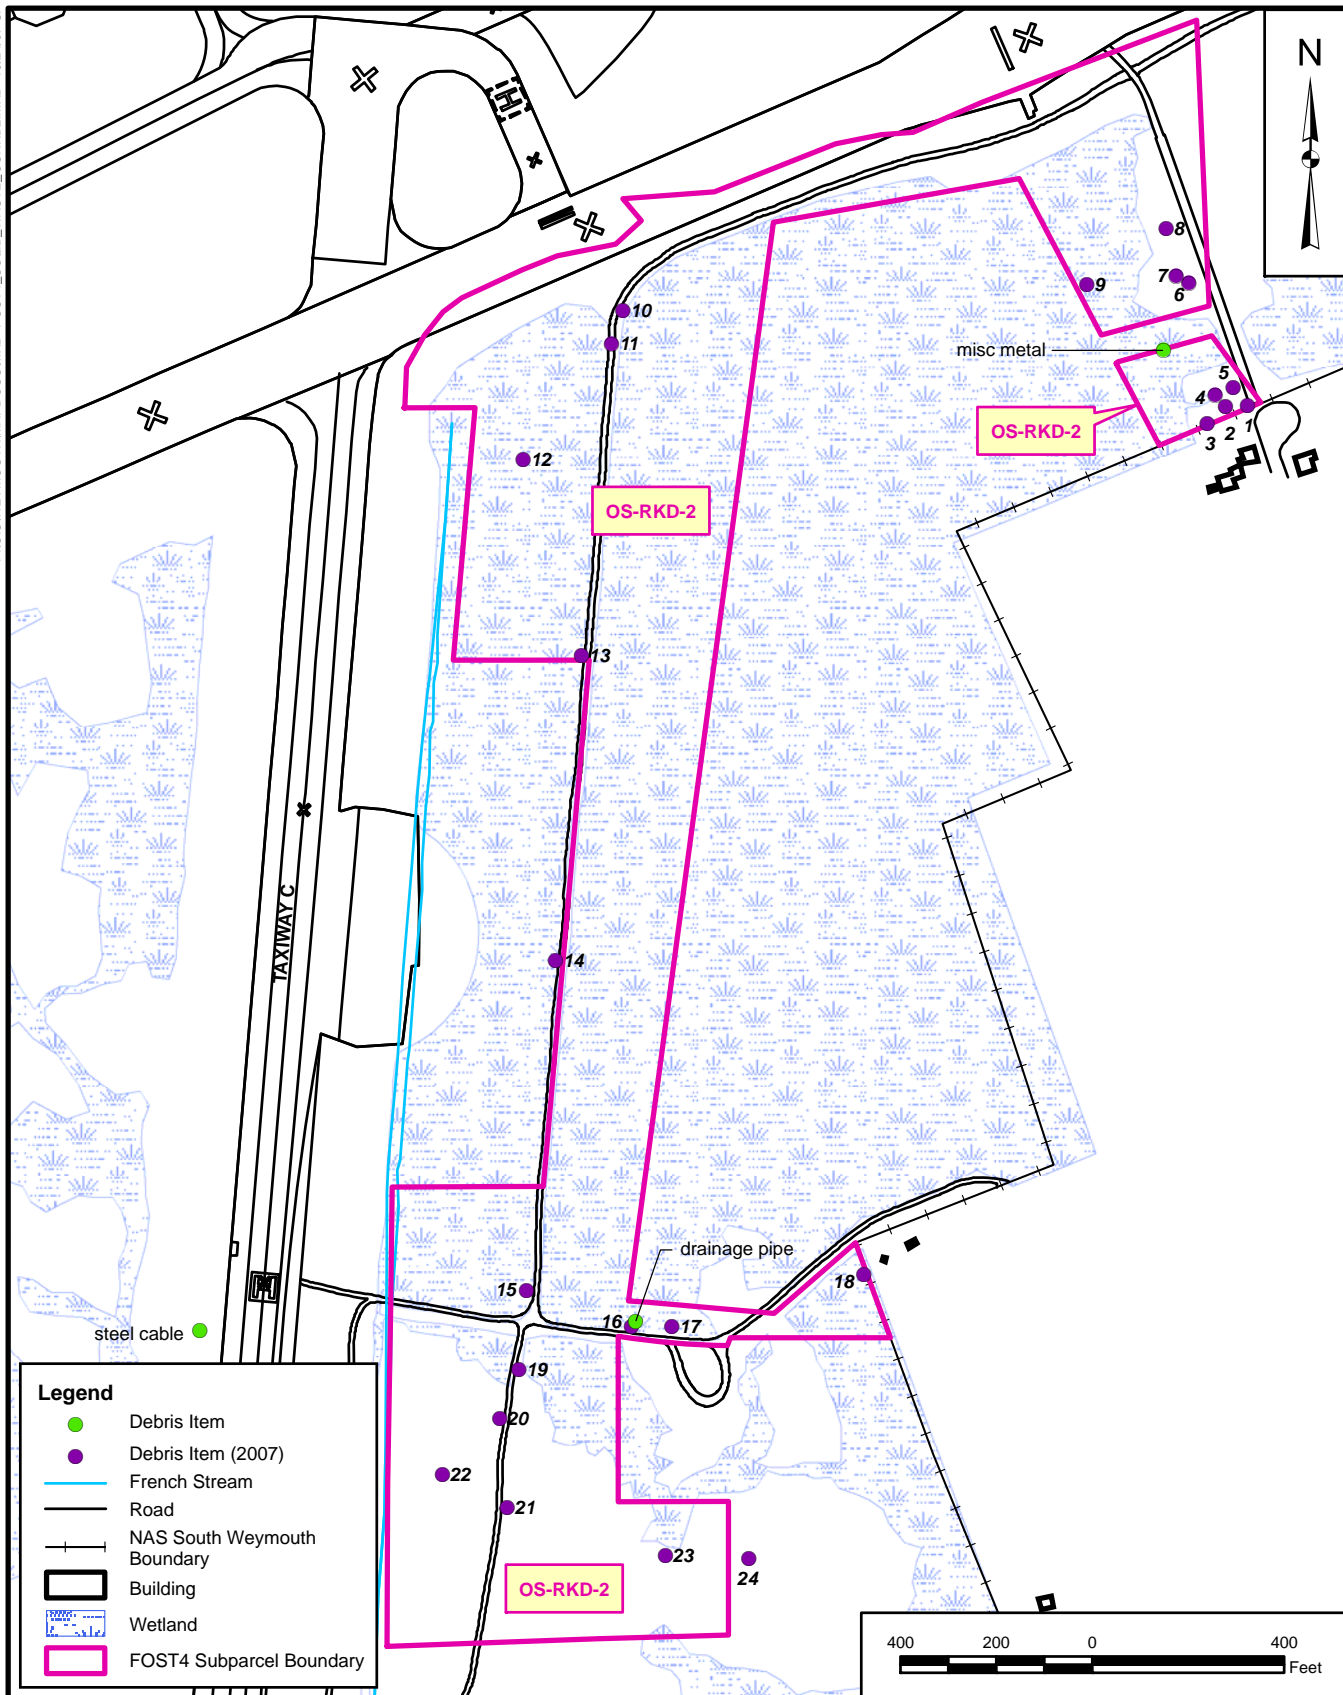 N
8
7
6
9
10
misc metal
11
5
4
OS-RKD-2
3
2
1
12
OS-RKD-2
13
TAXIWAY C
14
drainage pipe
18
15
16
17
steel cable
19
20
22
21
23
24
OS-RKD-2
Legend
Debris Item
Debris Item (2007)
French Stream
Road
NAS South Weymouth
Boundary
Building
Wetland
FOST4 Subparcel Boundary
400 200 0 400
Feet